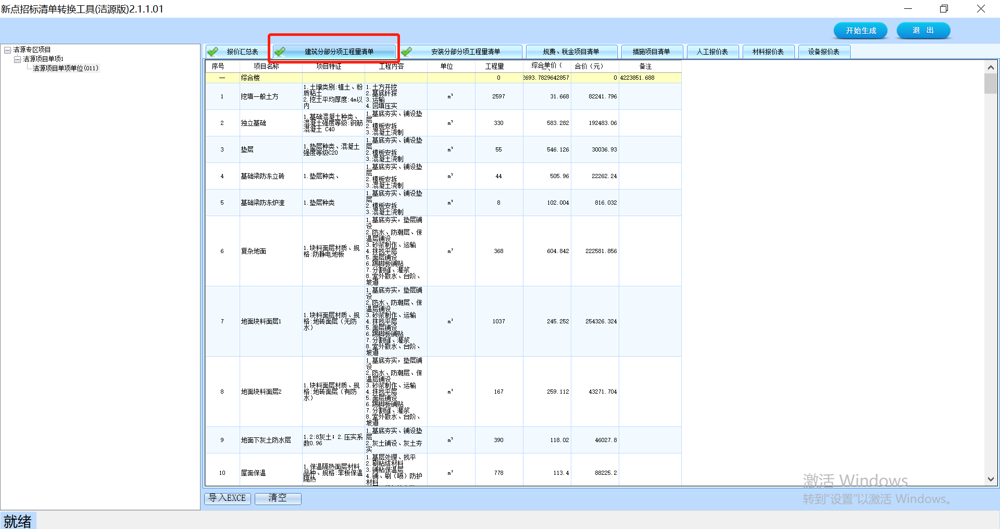 新点招标清单转换工具(洁源版)2.1.1.01
开始生成
退 出
洁源专区项目
洁源项目单项1
洁源项目单项单位(011)
报价汇总表
建筑分部分项工程量清单
安装分部分项工程量清单
规费、税金项目清单
措施项目清单
人工报价表
材料报价表
设备报价表
序号 项目名称 项目特征 工程内容 单位 工程量 综合单价( 合价(元) 备注
一 综合楼 0 2693.7829642857 0 4223851.688
1 挖填一般土方
1.土壤类别:植土、粉
质粘土
2.挖土平均厚度:4m以
内
1.土方开挖
2.基底钎探
3.运输
4.回填压实
m³ 2597 31.668 82241.796
2 独立基础
1.基础混凝土种类、
混凝土强度等级:钢筋
混凝土 C40
1.基底夯实、铺设垫
层
2.模板安拆
3.混凝土浇制
m³ 330 583.282 192483.06
3 垫层
1.垫层种类、混凝土
强度等级C20
1.基底夯实、铺设垫
层
2.模板安拆
3.混凝土浇制
m³ 55 546.126 30036.93
4 基础梁防冻立砖
1.垫层种类、
1.基底夯实、铺设垫
层
2.模板安拆
3.混凝土浇制
m³ 44 505.96 22262.24
5 基础梁防冻炉渣
1.垫层种类
1.基底夯实、铺设垫
层
2.模板安拆
3.混凝土浇制
m³ 8 102.004 816.032
6 复杂地面
1.块料面层材质、规
格:防静电地板
1.基底夯实，垫层铺
设
2.防水、防潮层、保
温层铺设
3.砂浆制作、运输
4.抹找平层
5.面层铺设
6.踢脚板铺贴
7.分割缝、灌浆
8.室外散水、台阶、
坡道
m³ 368 604.842 222581.856
7 地面块料面层1
1.块料面层材质、规
格:地砖面层（无防
水）
1.基底夯实，垫层铺
设
2.防水、防潮层、保
温层铺设
3.砂浆制作、运输
4.抹找平层
5.面层铺设
6.踢脚板铺贴
7.分割缝、灌浆
8.室外散水、台阶、
坡道
m³ 1037 245.252 254326.324
8 地面块料面层2
1.块料面层材质、规
格:地砖面层（有防
水）
1.基底夯实，垫层铺
设
2.防水、防潮层、保
温层铺设
3.砂浆制作、运输
4.抹找平层
5.面层铺设
6.踢脚板铺贴
7.分割缝、灌浆
8.室外散水、台阶、
坡道
m³ 167 259.112 43271.704
9 地面下灰土防水层
1.2:8灰土；2.压实系
数0.96
1.基底夯实、铺设垫
层
2.灰土铺设、灰土夯
实
m³ 390 118.02 46027.8
10 屋面保温
1.保温隔热面层材料
品种、规格:苯板保温
隔热
1.基层处理、找平
2.刷粘结材料
3.铺粘保温层
4.铺、刷（喷）防护
材料
m³ 778 113.4 88225.2
导入EXCE
清空
激活 Windows
转到"设置"以激活 Windows。
就绪